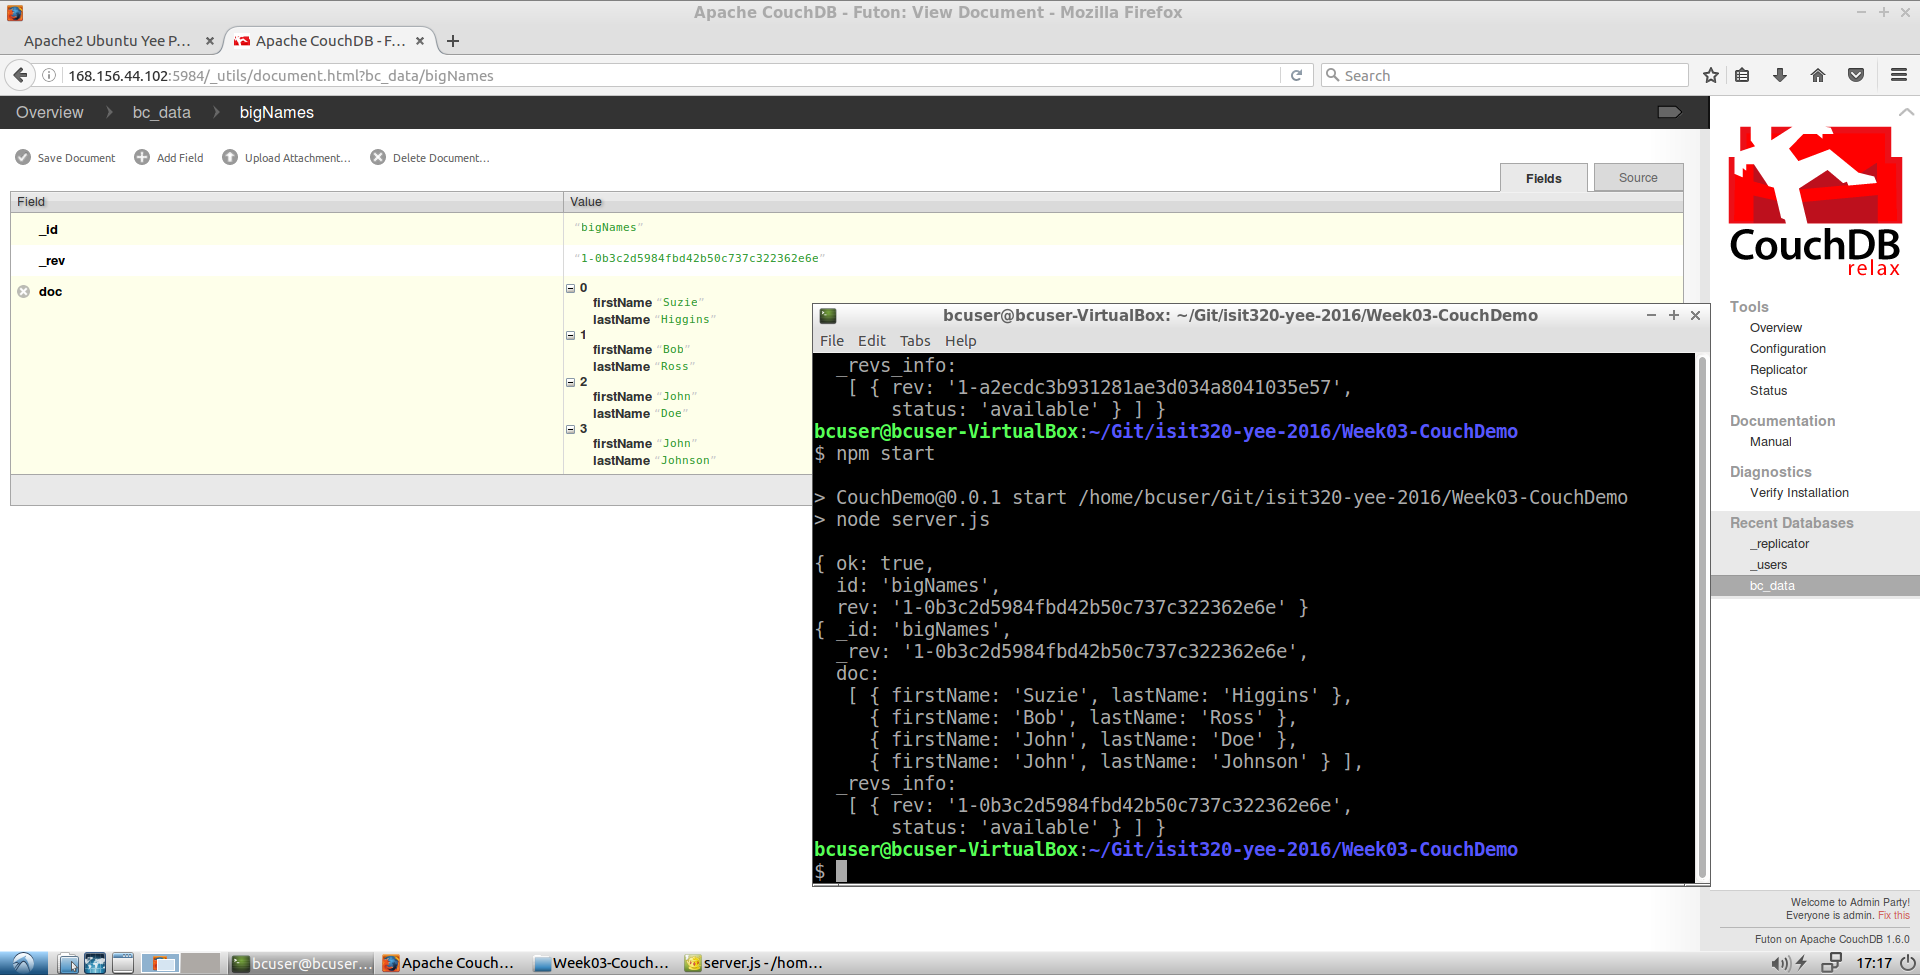 Apache CouchDB - Futon: View Document - Mozilla Firefox
Apache2 Ubuntu Yee P...
Apache CouchDB - F...
168.156.44.102:5984/_utils/document.html?bc_data/bigNames
Search
Overview
bc_data
bigNames
Save Document
Add Field
Upload Attachment...
Delete Document...
Fields
Source
Field
Value
_id
"bigNames"
_rev
"1-0b3c2d5984fbd42b50c737c322362e6e"
doc
0
firstName "Suzie"
lastName "Higgins"
1
firstName "Bob"
lastName "Ross"
2
firstName "John"
lastName "Doe"
3
firstName "John"
lastName "Johnson"
bcuser@bcuser-VirtualBox: ~/Git/isit320-yee-2016/Week03-CouchDemo
File Edit Tabs Help
_revs_info:
[ { rev: '1-a2ecdc3b931281ae3d034a8041035e57',
status: 'available' } ] }
bcuser@bcuser-VirtualBox:~/Git/isit320-yee-2016/Week03-CouchDemo
$ npm start
> CouchDemo@0.0.1 start /home/bcuser/Git/isit320-yee-2016/Week03-CouchDemo
> node server.js
{ ok: true,
id: 'bigNames',
rev: '1-0b3c2d5984fbd42b50c737c322362e6e' }
{ _id: 'bigNames',
_rev: '1-0b3c2d5984fbd42b50c737c322362e6e',
doc:
[ { firstName: 'Suzie', lastName: 'Higgins' },
{ firstName: 'Bob', lastName: 'Ross' },
{ firstName: 'John', lastName: 'Doe' },
{ firstName: 'John', lastName: 'Johnson' } ],
_revs_info:
[ { rev: '1-0b3c2d5984fbd42b50c737c322362e6e',
status: 'available' } ] }
bcuser@bcuser-VirtualBox:~/Git/isit320-yee-2016/Week03-CouchDemo
$
CouchDB
relax
Tools
Overview
Configuration
Replicator
Status
Documentation
Manual
Diagnostics
Verify Installation
Recent Databases
_replicator
_users
bc_data
Welcome to Admin Party!
Everyone is admin. Fix this
Futon on Apache CouchDB 1.6.0
bcuser@bcuser...
Apache Couch...
Week03-Couch...
server.js - /hom...
17:17